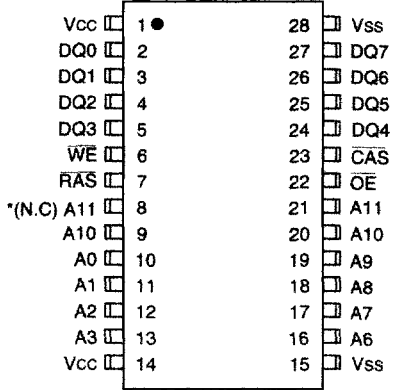 Vcc 1 28 Vss
DQ0 2 27 DQ7
DQ1 3 26 DQ6
DQ2 4 25 DQ5
DQ3 5 24 DQ4
WE 6 23 CAS
RAS 7 22 OE
*(N.C) A11 8 21 A11
A10 9 20 A10
A0 10 19 A9
A1 11 18 A8
A2 12 17 A7
A3 13 16 A6
Vcc 14 15 Vss